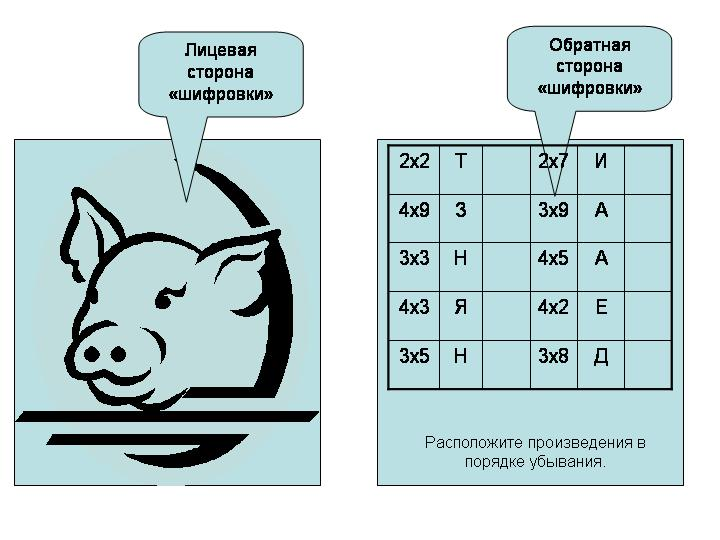 Лицевая
сторона
«шифровки»
Обратная
сторона
«шифровки»
2х2 Т 2х7 И
4х9 З 3х9 А
3х3 Н 4х5 А
4х3 Я 4х2 Е
3х5 Н 3х8 Д
Расположите произведения в
порядке убывания.